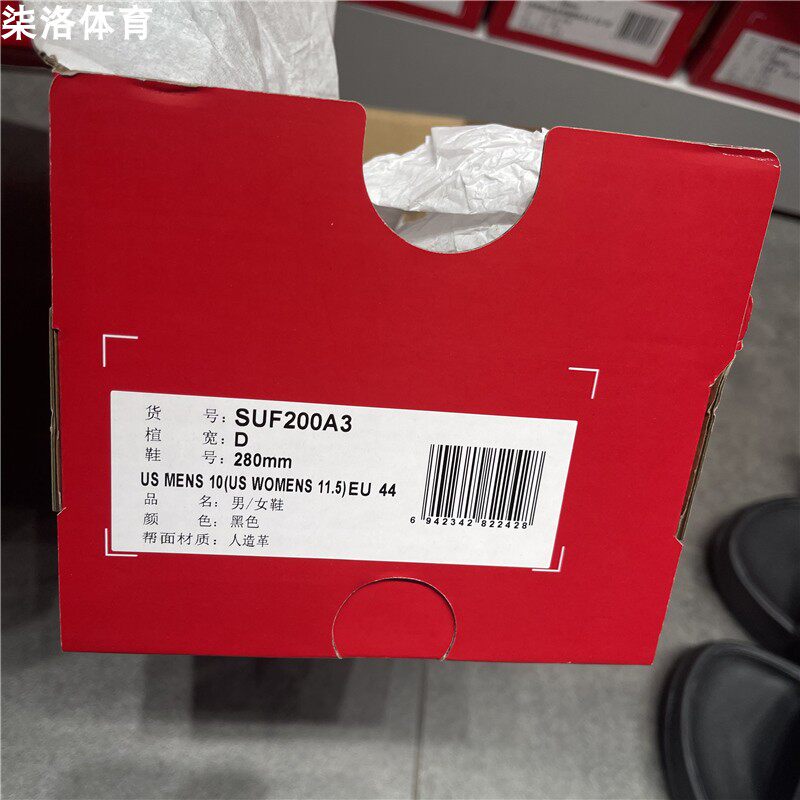 柒洛体育
货 号: SUF200A3
楦 宽: D
鞋 号: 280mm
US MENS 10(US WOMENS 11.5)EU 44
品 名: 男/女鞋
颜 色: 黑色
帮面材质: 人造革
6 942342 822428